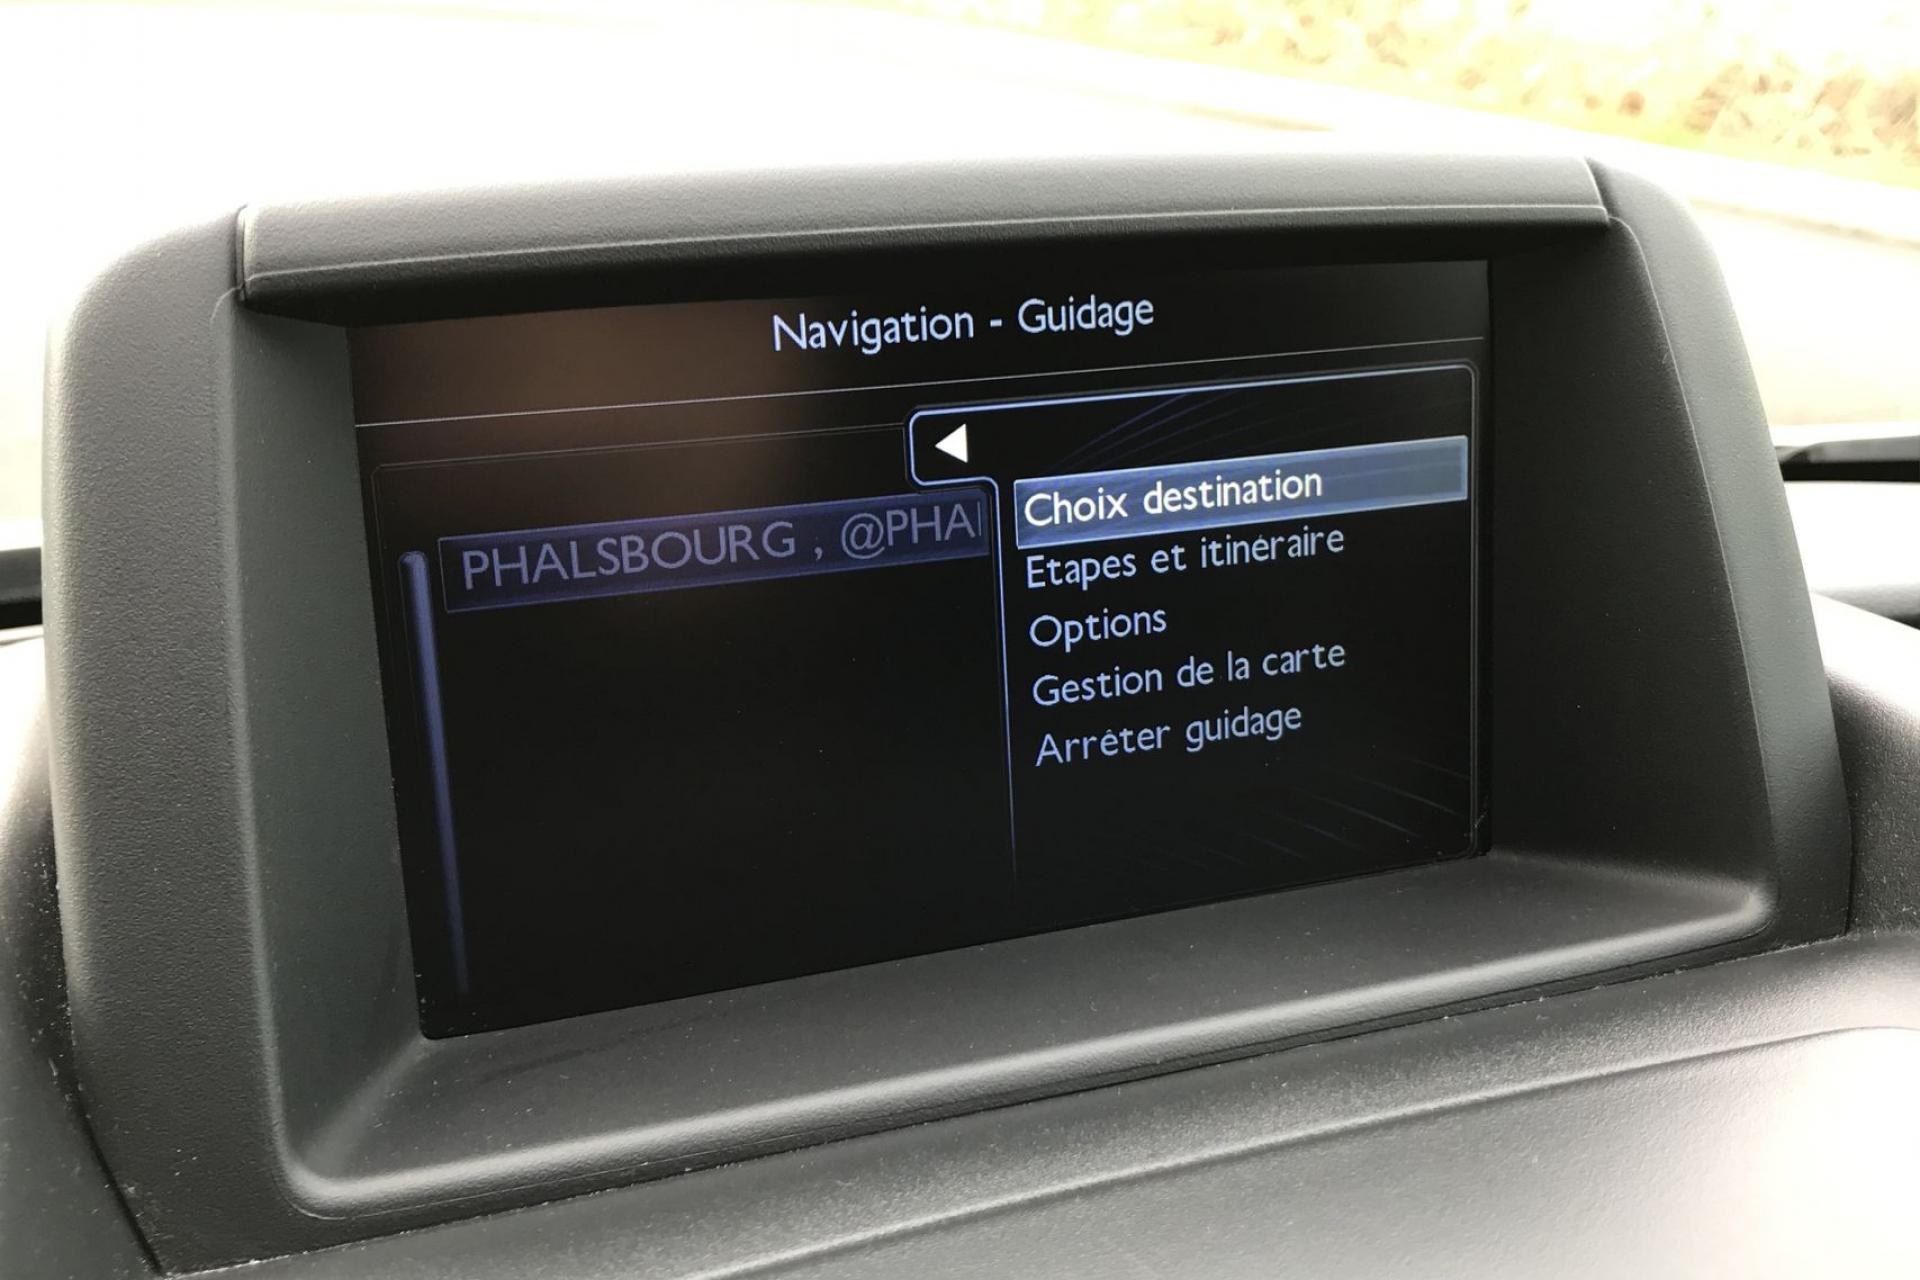 Navigation - Guidage
PHALSBOURG , @PHA
Choix destination
Etapes et itinéraire
Options
Gestion de la carte
Arrêter guidage